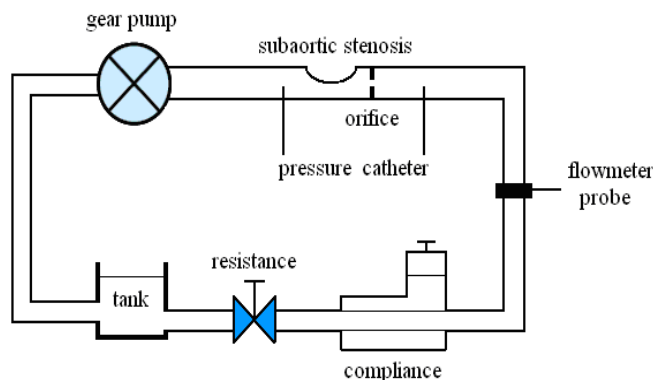 gear pump
subaortic stenosis
orifice
pressure catheter
flowmeter
probe
resistance
tank
compliance